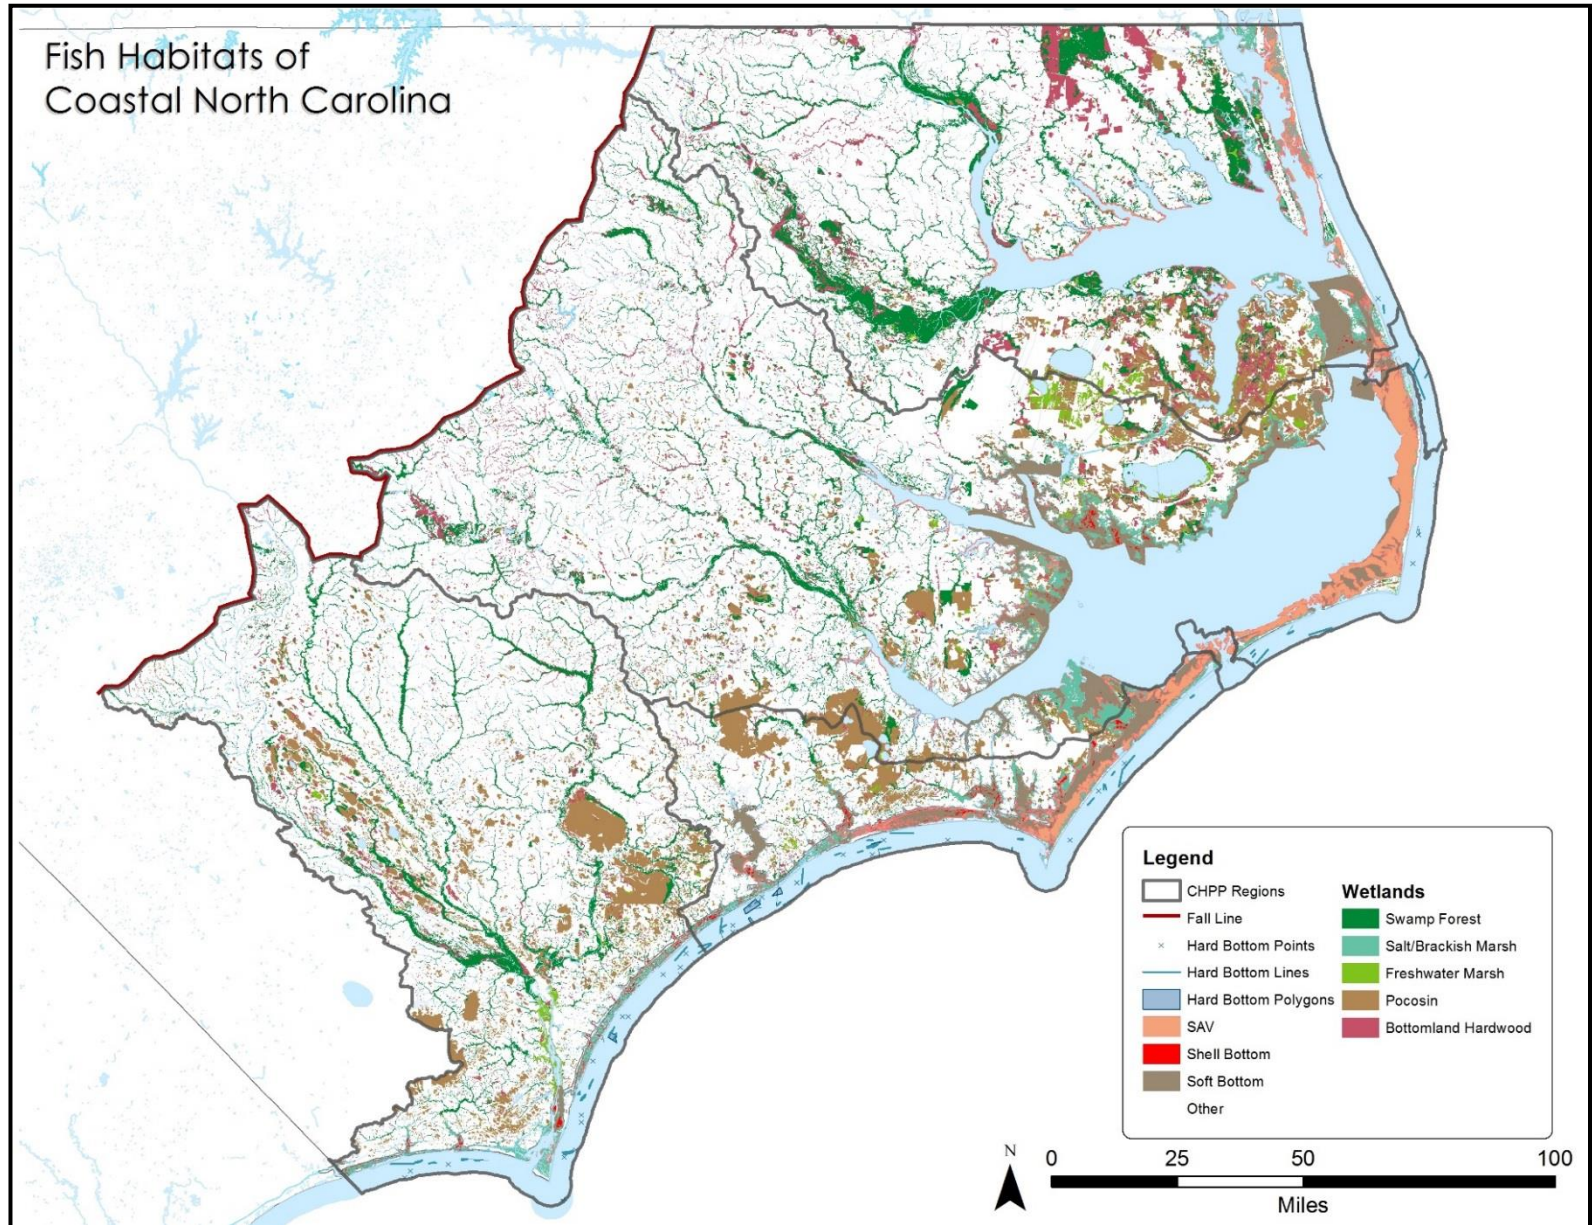 Fish Habitats of
Coastal North Carolina
Legend
CHPP Regions
Fall Line
Hard Bottom Points
Hard Bottom Lines
Hard Bottom Polygons
SAV
Shell Bottom
Soft Bottom
Other
Wetlands
Swamp Forest
Salt/Brackish Marsh
Freshwater Marsh
Pocosin
Bottomland Hardwood
N
0 25 50 100
Miles